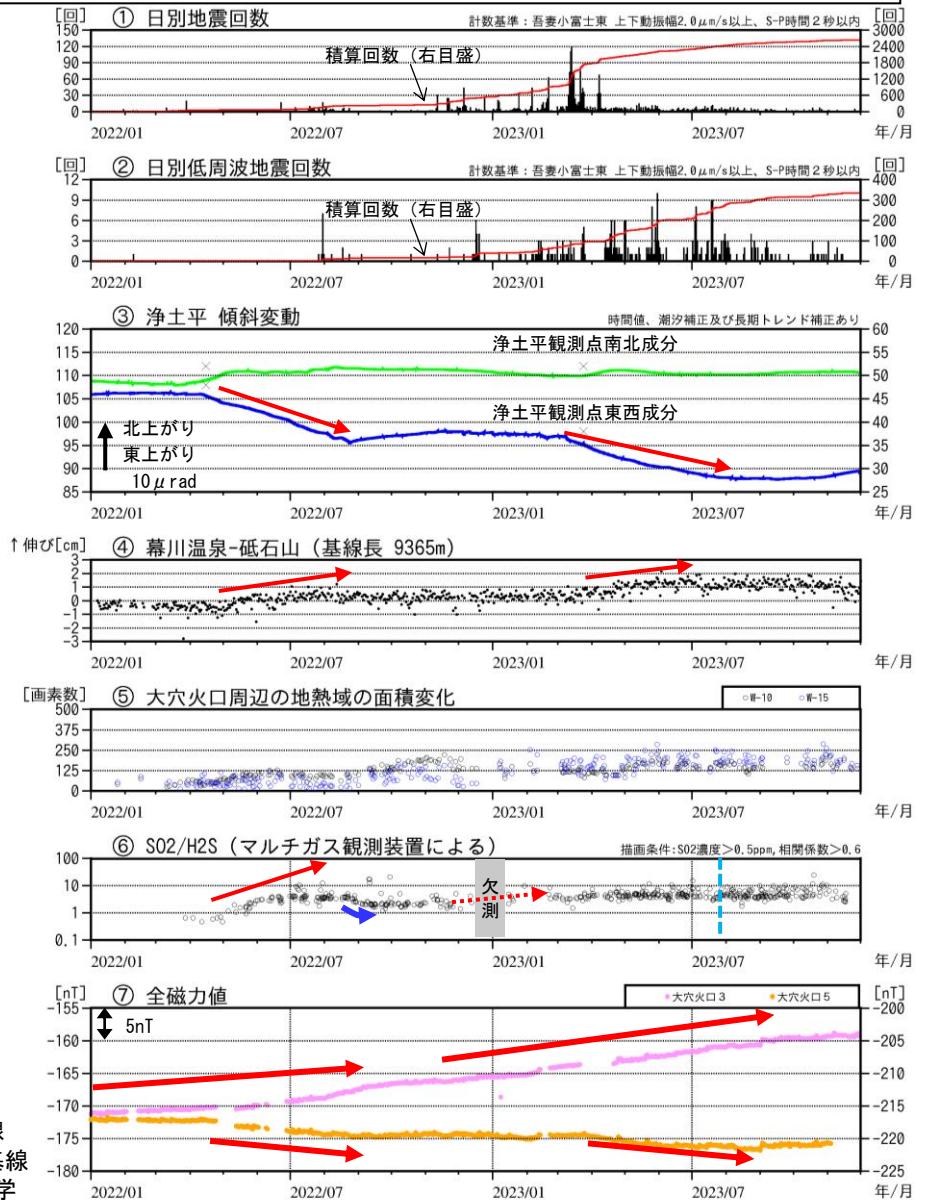 [回] ① 日別地震回数 計数基準：吾妻小富士東 上下動振幅2.0μm/s以上、S-P時間２秒以内 [回]
150 3000
120 2400
90 積算回数（右目盛） 1800
60 1200
30 600
0 0
2022/01 2022/07 2023/01 2023/07 年/月
[回] ② 日別低周波地震回数 計数基準：吾妻小富士東 上下動振幅2.0μm/s以上、S-P時間２秒以内 [回]
12 400
9 300
積算回数（右目盛）
6 200
3 100
0 0
2022/01 2022/07 2023/01 2023/07 年/月
③ 浄土平 傾斜変動 時間値、潮汐補正及び長期トレンド補正あり
120 60
115 浄土平観測点南北成分 55
110 50
105 浄土平観測点東西成分 45
100 北上がり 40
95 東上がり 35
90 10μrad 30
85 25
2022/01 2022/07 2023/01 2023/07 年/月
↑伸び[cm] ④ 幕川温泉-砥石山（基線長 9365m）
3
2
1
0
-1
-2
-3
2022/01 2022/07 2023/01 2023/07 年/月
[画素数] ⑤ 大穴火口周辺の地熱域の面積変化 ○W-10 ○W-15
500
375
250
125
0
2022/01 2022/07 2023/01 2023/07 年/月
⑥ SO2/H2S（マルチガス観測装置による） 描画条件:SO2濃度>0.5ppm,相関係数>0.6
100
10 欠
1 測
0.1
2022/01 2022/07 2023/01 2023/07 年/月
[nT] ⑦ 全磁力値 大穴火口３ 大穴火口５ [nT]
-155 -200
5nT
-160 -205
-165 -210
-170 -215
-175 -220
-180 -225
2022/01 2022/07 2023/01 2023/07 年/月
線
基線
学